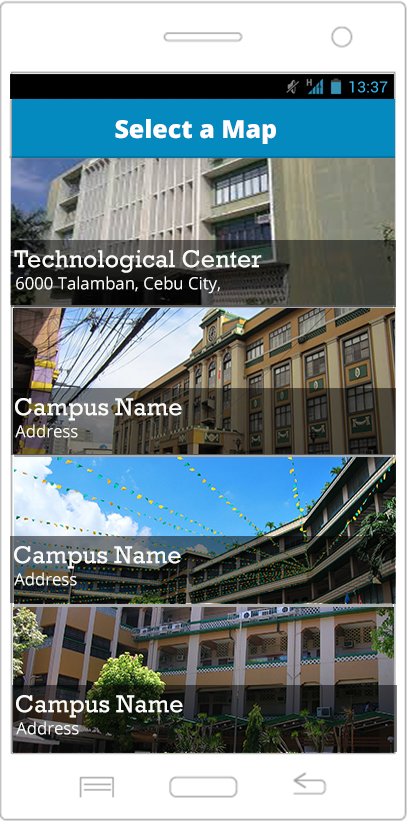 H
13:37
Select a Map
Technological Center
6000 Talamban, Cebu City,
Campus Name
Address
Campus Name
Address
Campus Name
Address